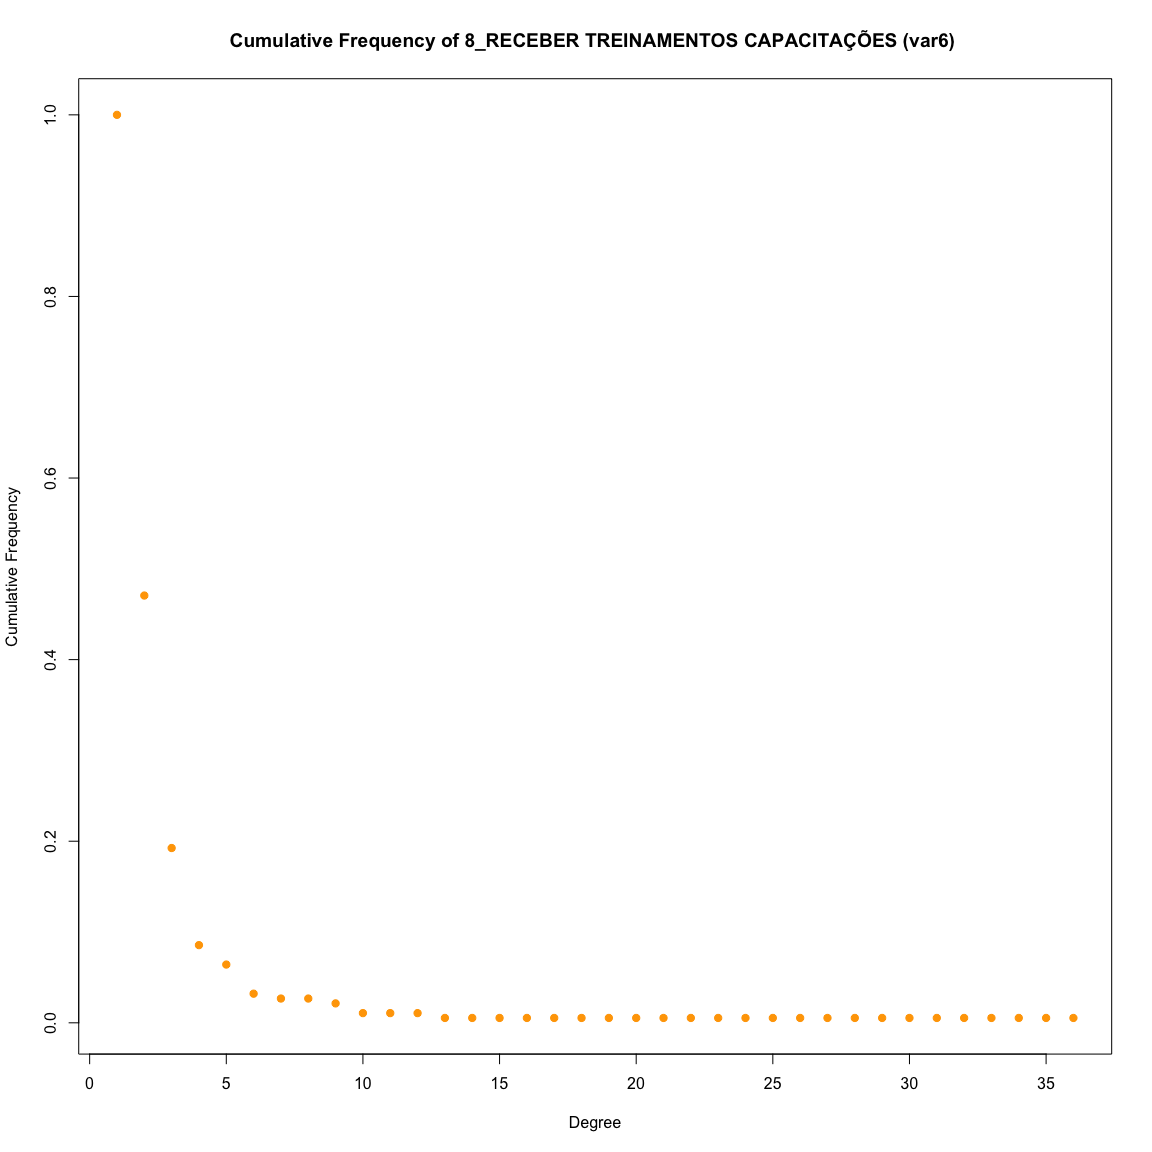 Cumulative Frequency of 8_RECEBER TREINAMENTOS CAPACITAÇÕES (var6)
Cumulative Frequency
1.0
0.8
0.6
0.4
0.2
0.0
0 5 10 15 20 25 30 35
Degree